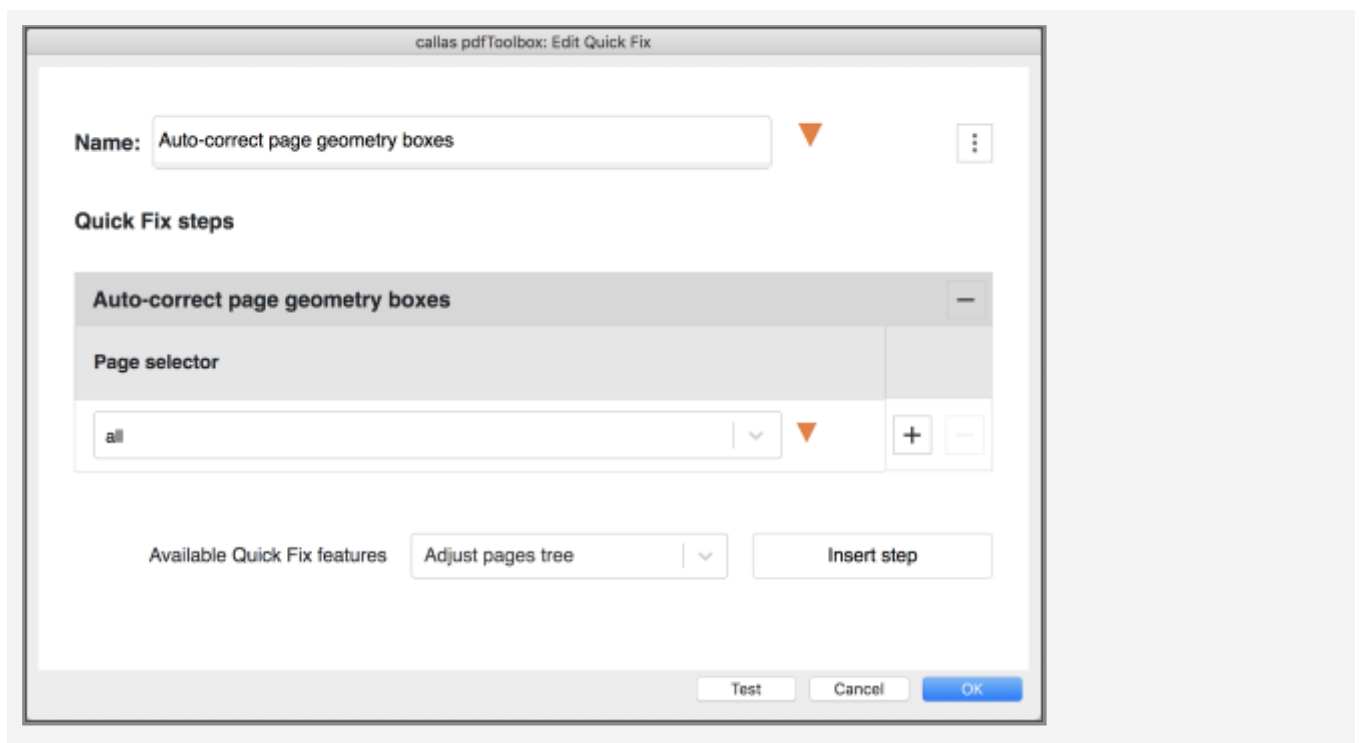 callas pdfToolbox: Edit Quick Fix
Name: Auto-correct page geometry boxes
Quick Fix steps
Auto-correct page geometry boxes
Page selector
all
Available Quick Fix features Adjust pages tree Insert step
Test Cancel OK